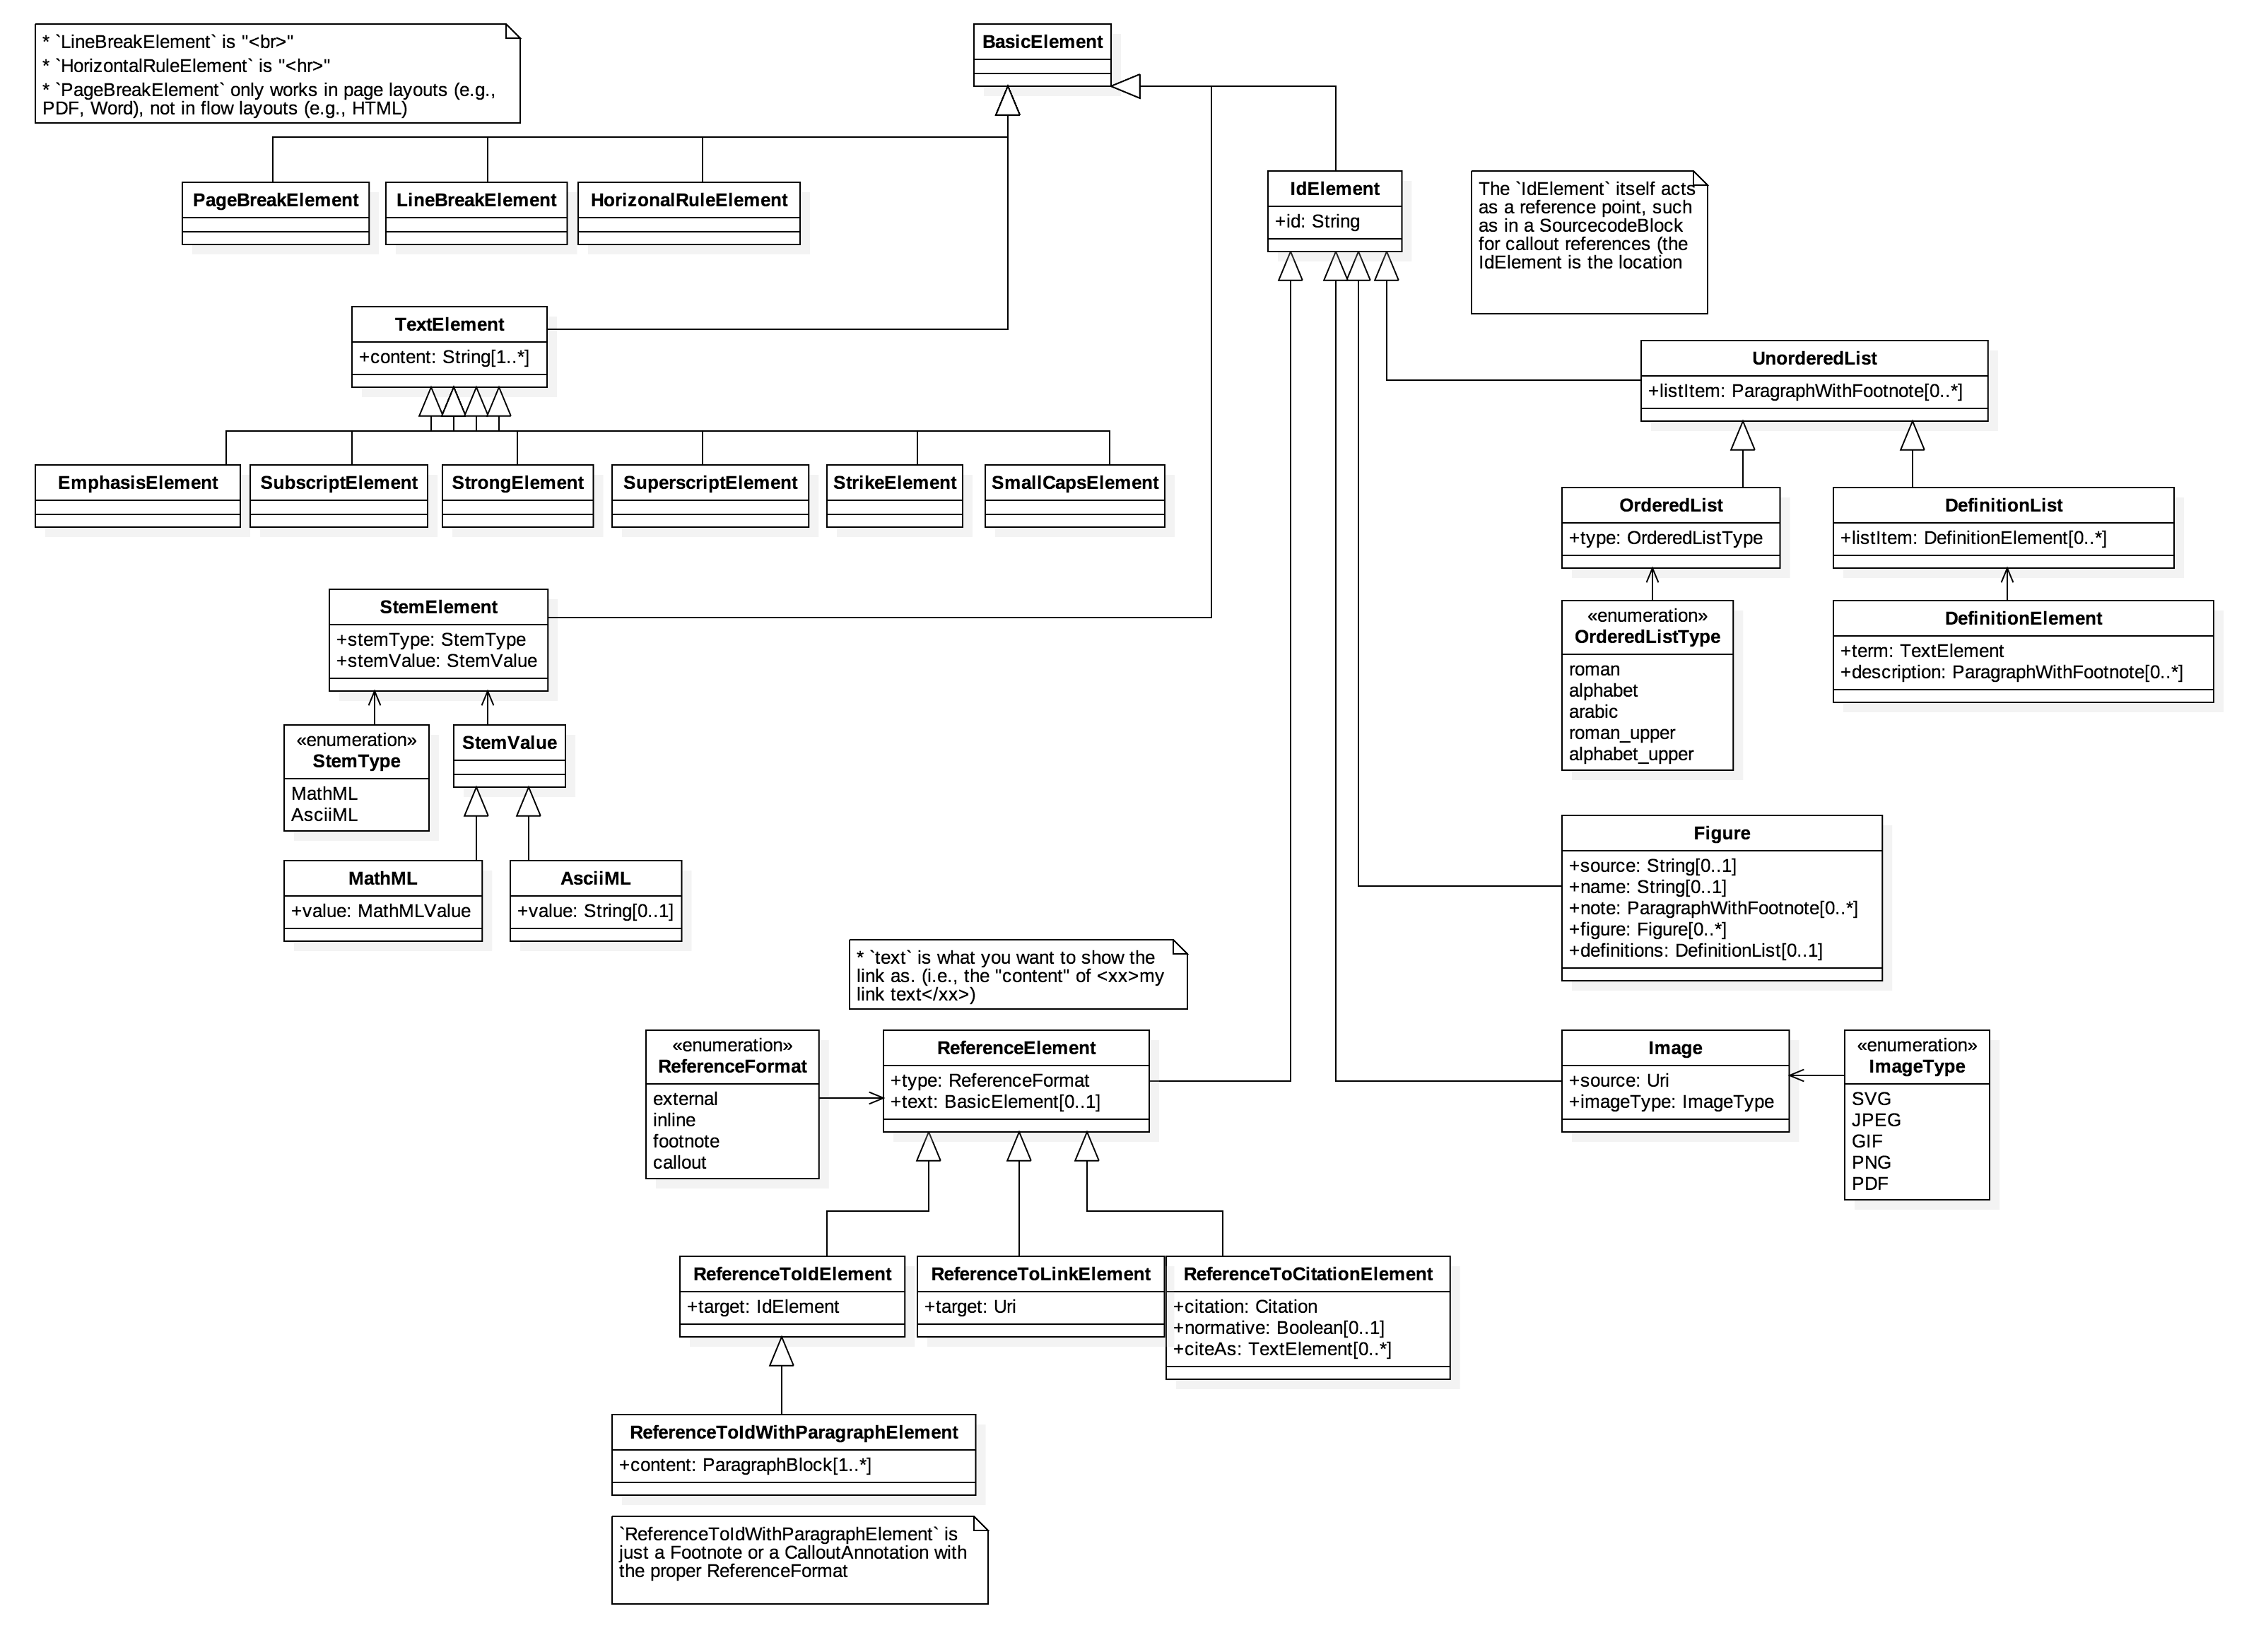 * `LineBreakElement` is "<br>"
* `HorizontalRuleElement` is "<hr>"
* `PageBreakElement` only works in page layouts (e.g.,
PDF, Word), not in flow layouts (e.g., HTML)
BasicElement
PageBreakElement
LineBreakElement
HorizonalRuleElement
IdElement
+id: String
The `IdElement` itself acts
as a reference point, such
as in a SourcecodeBlock
for callout references (the
IdElement is the location
TextElement
+content: String[1..*]
UnorderedList
+listItem: ParagraphWithFootnote[0..*]
EmphasisElement
SubscriptElement
StrongElement
SuperscriptElement
StrikeElement
SmallCapsElement
OrderedList
+type: OrderedListType
DefinitionList
+listItem: DefinitionElement[0..*]
StemElement
+stemType: StemType
+stemValue: StemValue
«enumeration»
OrderedListType
roman
alphabet
arabic
roman_upper
alphabet_upper
DefinitionElement
+term: TextElement
+description: ParagraphWithFootnote[0..*]
«enumeration»
StemType
MathML
AsciiML
StemValue
MathML
+value: MathMLValue
AsciiML
+value: String[0..1]
Figure
+source: String[0..1]
+name: String[0..1]
+note: ParagraphWithFootnote[0..*]
+figure: Figure[0..*]
+definitions: DefinitionList[0..1]
* `text` is what you want to show the
link as. (i.e., the "content" of <xx>my
link text</xx>)
«enumeration»
ReferenceFormat
external
inline
footnote
callout
ReferenceElement
+type: ReferenceFormat
+text: BasicElement[0..1]
Image
+source: Uri
+imageType: ImageType
«enumeration»
ImageType
SVG
JPEG
GIF
PNG
PDF
ReferenceToIdElement
+target: IdElement
ReferenceToLinkElement
+target: Uri
ReferenceToCitationElement
+citation: Citation
+normative: Boolean[0..1]
+citeAs: TextElement[0..*]
ReferenceToIdWithParagraphElement
+content: ParagraphBlock[1..*]
`ReferenceToIdWithParagraphElement` is
just a Footnote or a CalloutAnnotation with
the proper ReferenceFormat